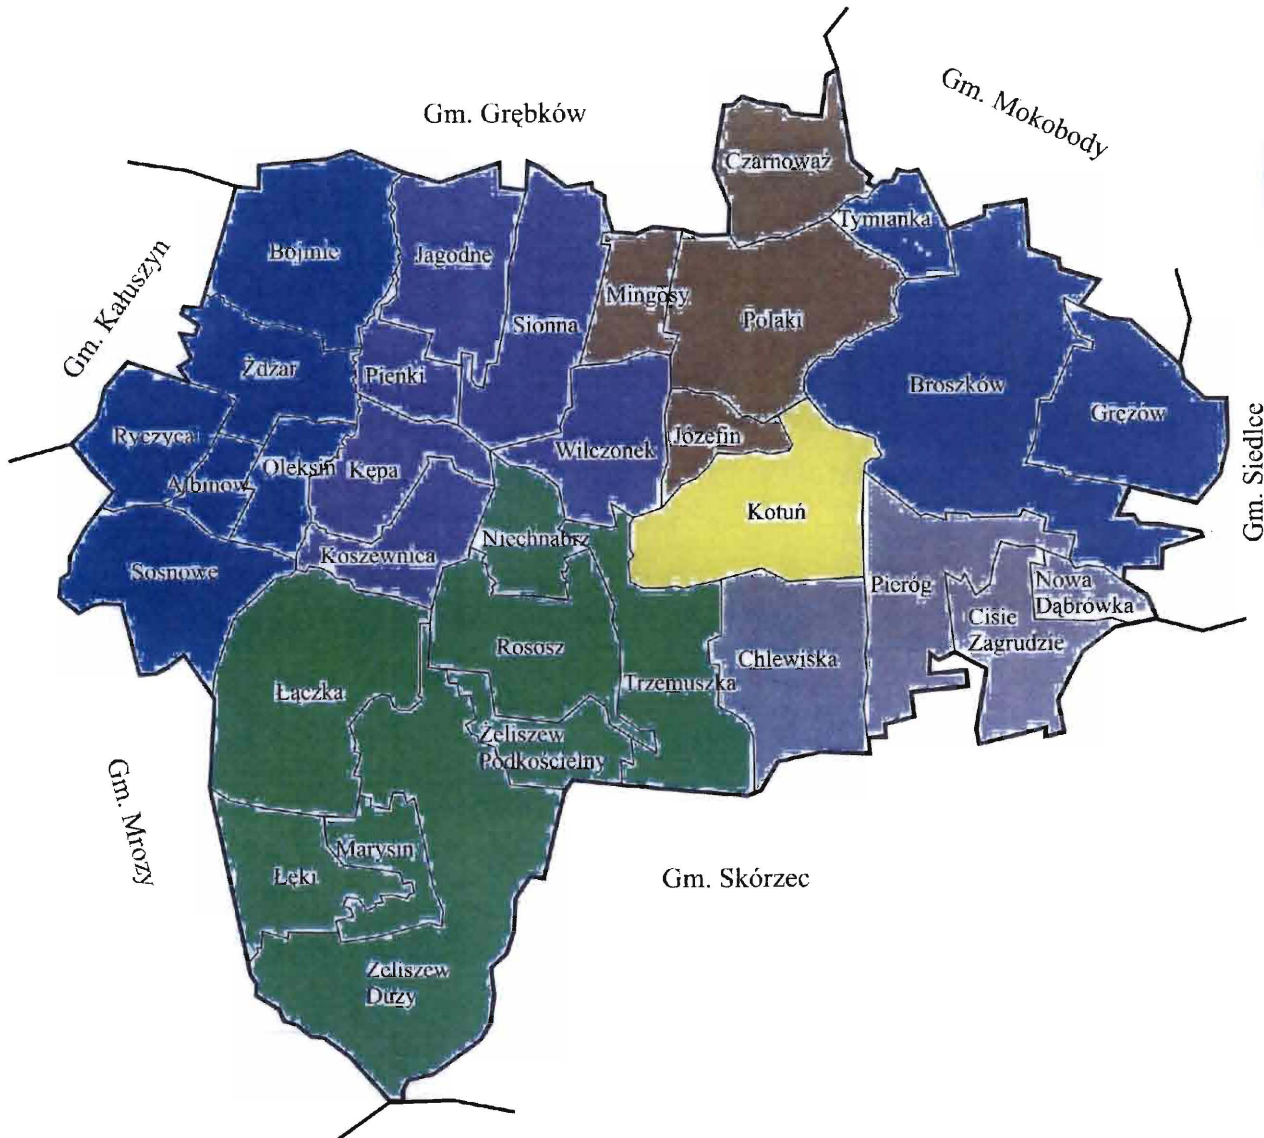 Gm. Grębków
Gm. Mokobody
Czarnowąż
Tymianka
Bojmie
Jagodne
Gm. Kałuszyn
Mingosy
Sionna
Polaki
Żdżar
Pieńki
Broszków
Gręzów
Ryczyca
Józefin
Wilczonek
Oleksin
Kępa
Albinow
Gm. Siedlce
Kotuń
Niechnabrz
Koszewnica
Sosnowe
Pieróg
Nowa
Dąbrówka
Cisie
Zagrudzie
Rososz
Chlewiska
Trzemuszka
Łączka
Żeliszew
Podkościelny
Gm. Mrozy
Marysin
Łęki
Gm. Skórzec
Żeliszew
Duży